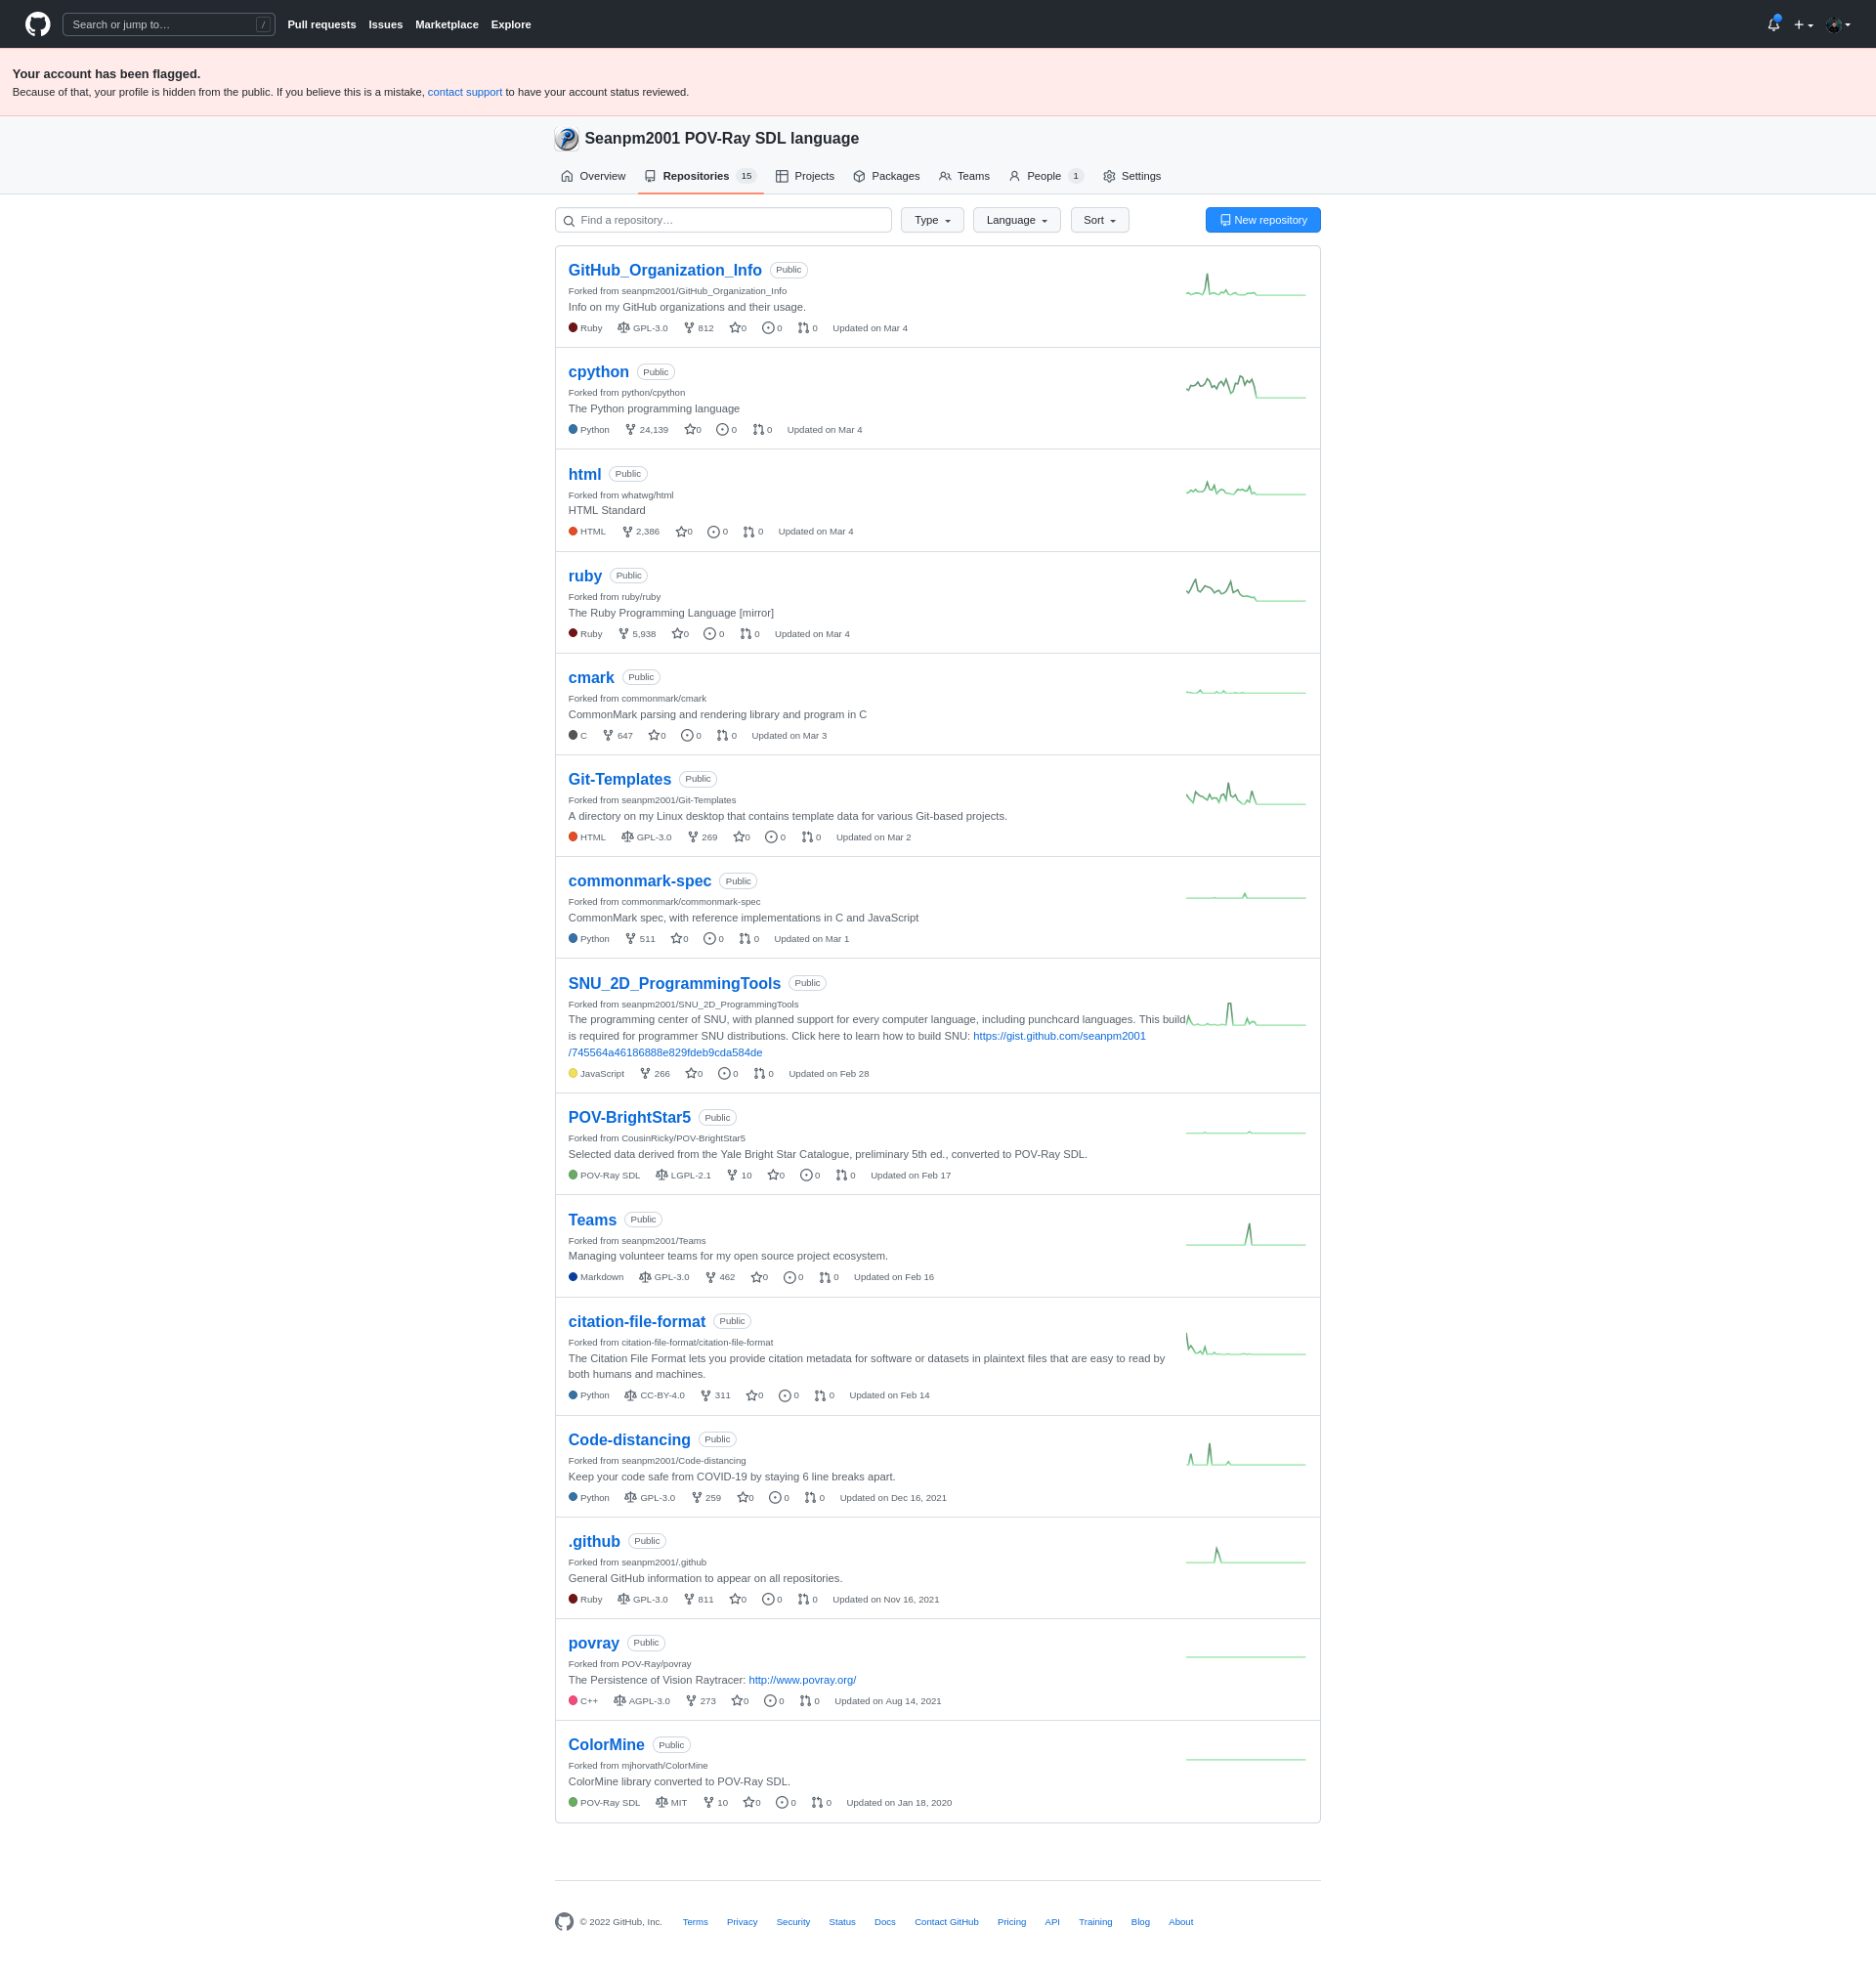 Search or jump to… /
Pull requests Issues Marketplace Explore
Your account has been flagged.
Because of that, your profile is hidden from the public. If you believe this is a mistake, contact support to have your account status reviewed.
Seanpm2001 POV-Ray SDL language
Overview Repositories 15 Projects Packages Teams People 1 Settings
Find a repository… Type Language Sort New repository
GitHub_Organization_Info Public
Forked from seanpm2001/GitHub_Organization_Info
Info on my GitHub organizations and their usage.
Ruby GPL-3.0 812 0 0 0 Updated on Mar 4
cpython Public
Forked from python/cpython
The Python programming language
Python 24,139 0 0 0 Updated on Mar 4
html Public
Forked from whatwg/html
HTML Standard
HTML 2,386 0 0 0 Updated on Mar 4
ruby Public
Forked from ruby/ruby
The Ruby Programming Language [mirror]
Ruby 5,938 0 0 0 Updated on Mar 4
cmark Public
Forked from commonmark/cmark
CommonMark parsing and rendering library and program in C
C 647 0 0 0 Updated on Mar 3
Git-Templates Public
Forked from seanpm2001/Git-Templates
A directory on my Linux desktop that contains template data for various Git-based projects.
HTML GPL-3.0 269 0 0 0 Updated on Mar 2
commonmark-spec Public
Forked from commonmark/commonmark-spec
CommonMark spec, with reference implementations in C and JavaScript
Python 511 0 0 0 Updated on Mar 1
SNU_2D_ProgrammingTools Public
Forked from seanpm2001/SNU_2D_ProgrammingTools
The programming center of SNU, with planned support for every computer language, including punchcard languages. This build
is required for programmer SNU distributions. Click here to learn how to build SNU: https://gist.github.com/seanpm2001
/745564a46186888e829fdeb9cda584de
JavaScript 266 0 0 0 Updated on Feb 28
POV-BrightStar5 Public
Forked from CousinRicky/POV-BrightStar5
Selected data derived from the Yale Bright Star Catalogue, preliminary 5th ed., converted to POV-Ray SDL.
POV-Ray SDL LGPL-2.1 10 0 0 0 Updated on Feb 17
Teams Public
Forked from seanpm2001/Teams
Managing volunteer teams for my open source project ecosystem.
Markdown GPL-3.0 462 0 0 0 Updated on Feb 16
citation-file-format Public
Forked from citation-file-format/citation-file-format
The Citation File Format lets you provide citation metadata for software or datasets in plaintext files that are easy to read by
both humans and machines.
Python CC-BY-4.0 311 0 0 0 Updated on Feb 14
Code-distancing Public
Forked from seanpm2001/Code-distancing
Keep your code safe from COVID-19 by staying 6 line breaks apart.
Python GPL-3.0 259 0 0 0 Updated on Dec 16, 2021
.github Public
Forked from seanpm2001/.github
General GitHub information to appear on all repositories.
Ruby GPL-3.0 811 0 0 0 Updated on Nov 16, 2021
povray Public
Forked from POV-Ray/povray
The Persistence of Vision Raytracer: http://www.povray.org/
C++ AGPL-3.0 273 0 0 0 Updated on Aug 14, 2021
ColorMine Public
Forked from mjhorvath/ColorMine
ColorMine library converted to POV-Ray SDL.
POV-Ray SDL MIT 10 0 0 0 Updated on Jan 18, 2020
© 2022 GitHub, Inc. Terms Privacy Security Status Docs Contact GitHub Pricing API Training Blog About